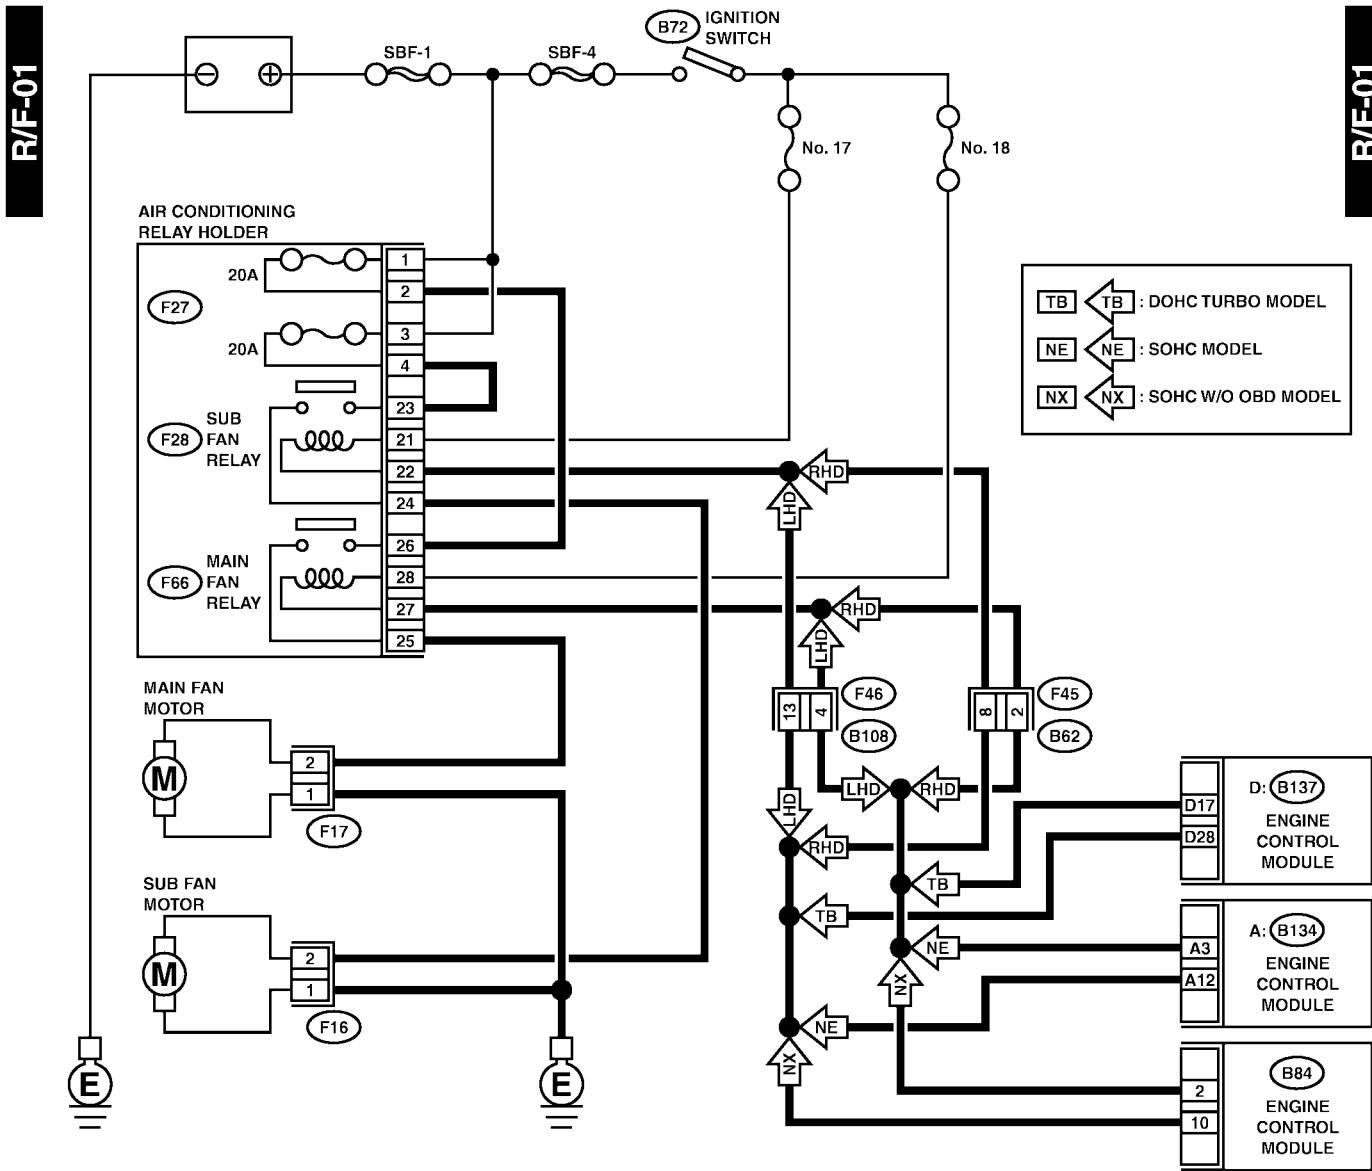 R/F-01
R/F-01
B72
IGNITION
SWITCH
SBF-1
SBF-4
No. 17
No. 18
AIR CONDITIONING
RELAY HOLDER
20A
F27
20A
F28
SUB
FAN
RELAY
F66
MAIN
FAN
RELAY
1
2
3
4
23
21
22
24
26
28
27
25
TB
TB
: DOHC TURBO MODEL
NE
NE
: SOHC MODEL
NX
NX
: SOHC W/O OBD MODEL
RHD
LHD
RHD
LHD
13
4
F46
B108
8
2
F45
B62
LHD
RHD
LHD
RHD
TB
TB
NE
NX
NE
NX
MAIN FAN
MOTOR
M
2
1
F17
SUB FAN
MOTOR
M
2
1
F16
E
E
D17
D28
D: B137
ENGINE
CONTROL
MODULE
A3
A12
A: B134
ENGINE
CONTROL
MODULE
2
10
B84
ENGINE
CONTROL
MODULE